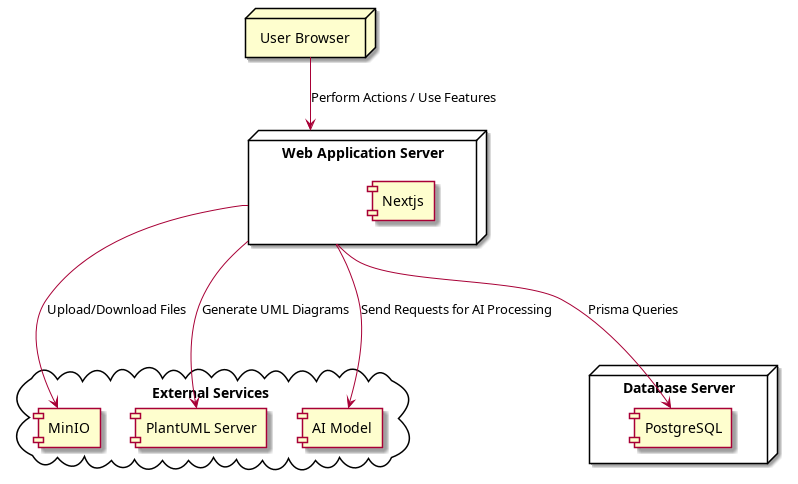 User Browser
Perform Actions / Use Features
Web Application Server
Nextjs
Upload/Download Files
Generate UML Diagrams
Send Requests for AI Processing
Prisma Queries
External Services
Database Server
MinIO
PlantUML Server
AI Model
PostgreSQL